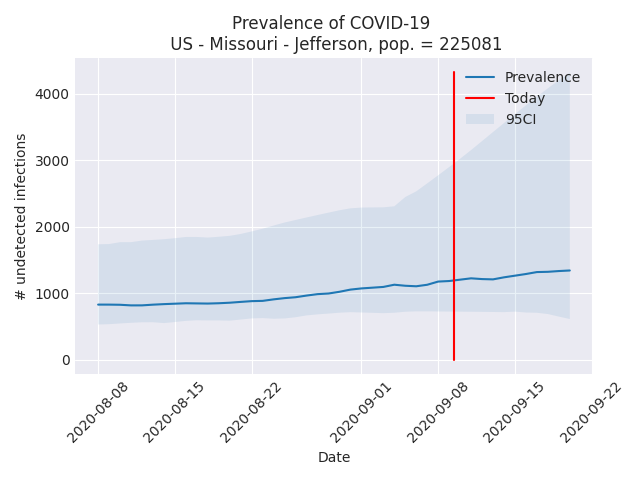 Prevalence of COVID-19
US - Missouri - Jefferson, pop. = 225081
Prevalence
Today
95CI
4000
3000
2000
1000
0
# undetected infections
2020-08-08
2020-08-15
2020-08-22
2020-09-01
2020-09-08
2020-09-15
2020-09-22
Date